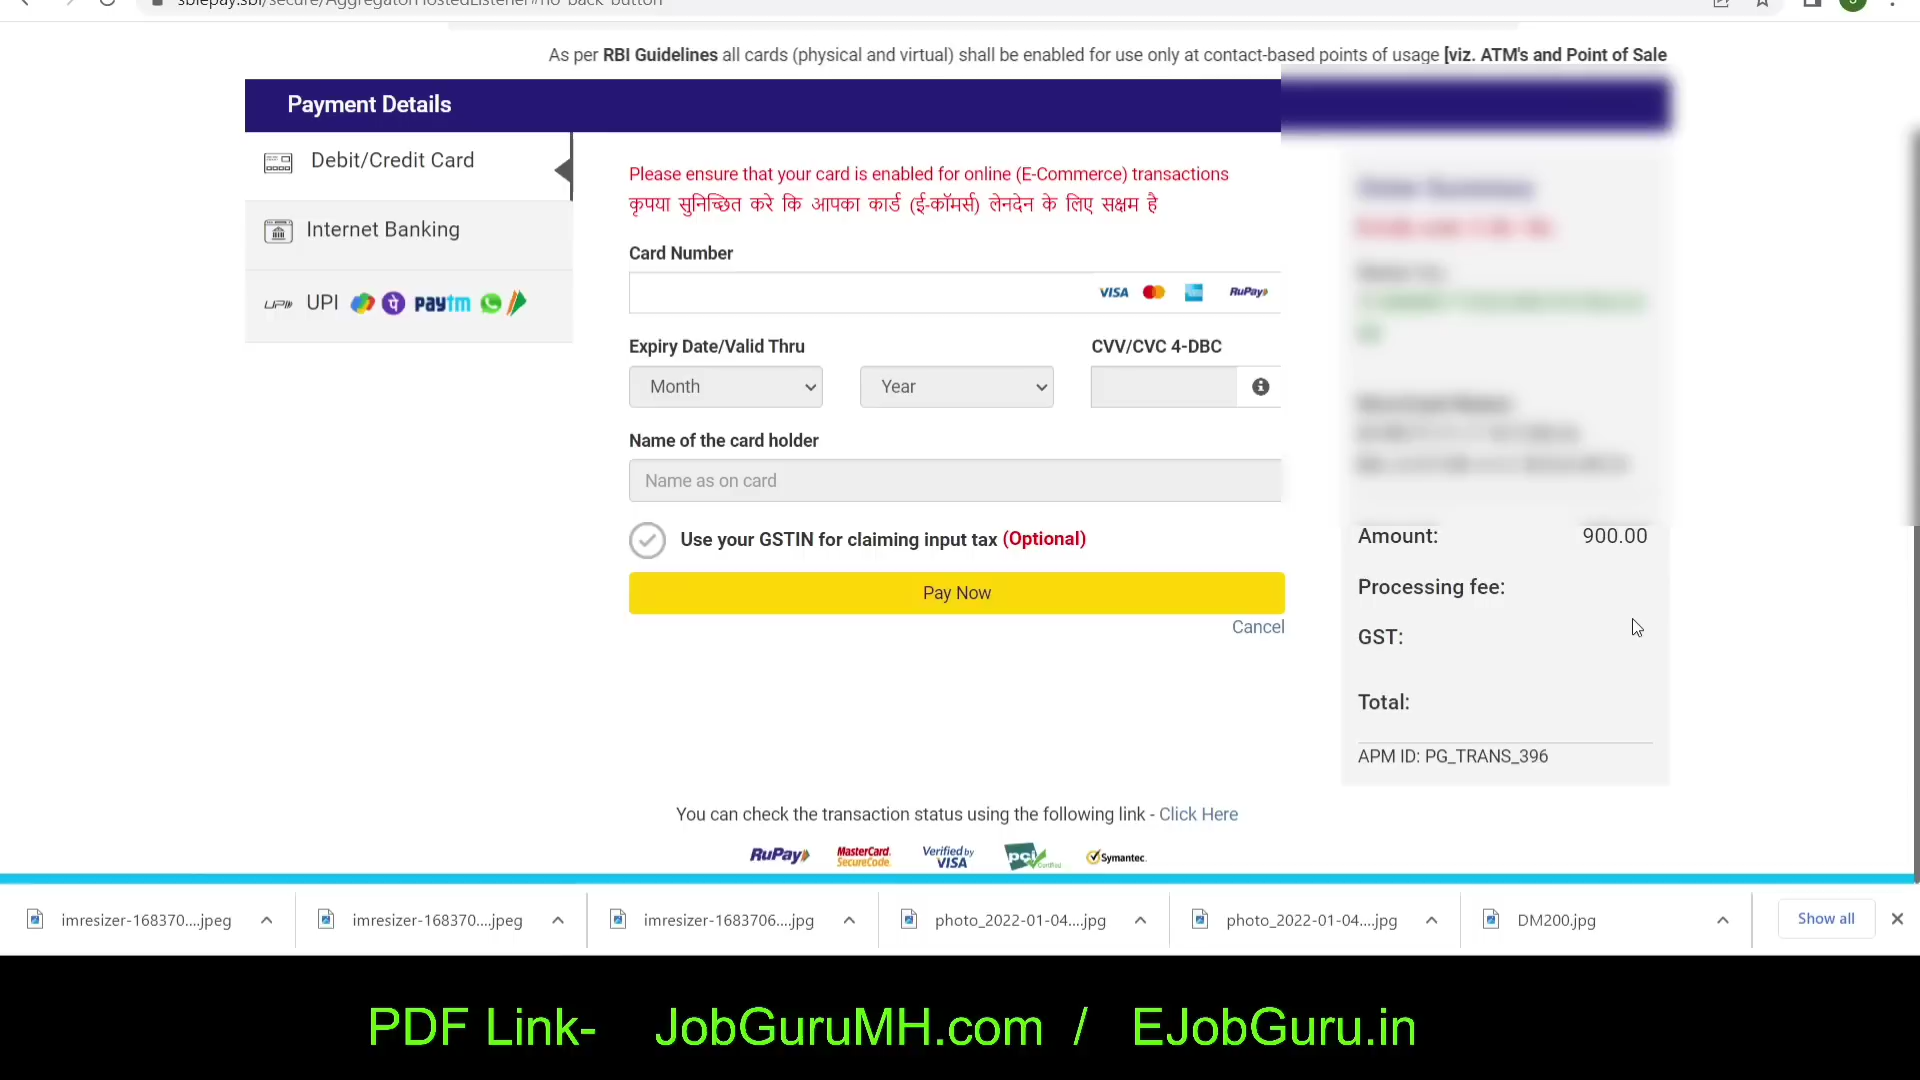 sbiepay.sbi/secure/AggregatorHostedListener#no-back-button
As per RBI Guidelines all cards (physical and virtual) shall be enabled for use only at contact-based points of usage [viz. ATM's and Point of Sale
Payment Details
Debit/Credit Card
Internet Banking
UPI paytm
Please ensure that your card is enabled for online (E-Commerce) transactions
कृपया सुनिच्छित करे कि आपका कार्ड (ई-कॉमर्स) लेनदेन के लिए सक्षम है
Card Number
VISA RuPay
Expiry Date/Valid Thru CVV/CVC 4-DBC
Month Year
Name of the card holder
Name as on card
Use your GSTIN for claiming input tax (Optional)
Pay Now
Cancel
Amount: 900.00
Processing fee:
GST:
Total:
APM ID: PG_TRANS_396
You can check the transaction status using the following link - Click Here
RuPay MasterCard. SecureCode. Verified by VISA pci Certified Symantec.
imresizer-168370....jpeg imresizer-168370....jpeg imresizer-1683706....jpg photo_2022-01-04....jpg photo_2022-01-04....jpg DM200.jpg Show all
PDF Link- JobGuruMH.com / EJobGuru.in